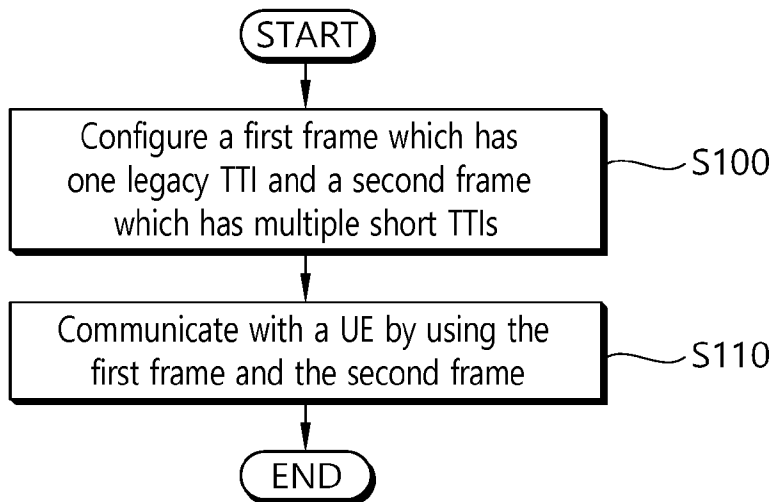 START
Configure a first frame which has
one legacy TTI and a second frame
which has multiple short TTIs
S100
Communicate with a UE by using the
first frame and the second frame
S110
END